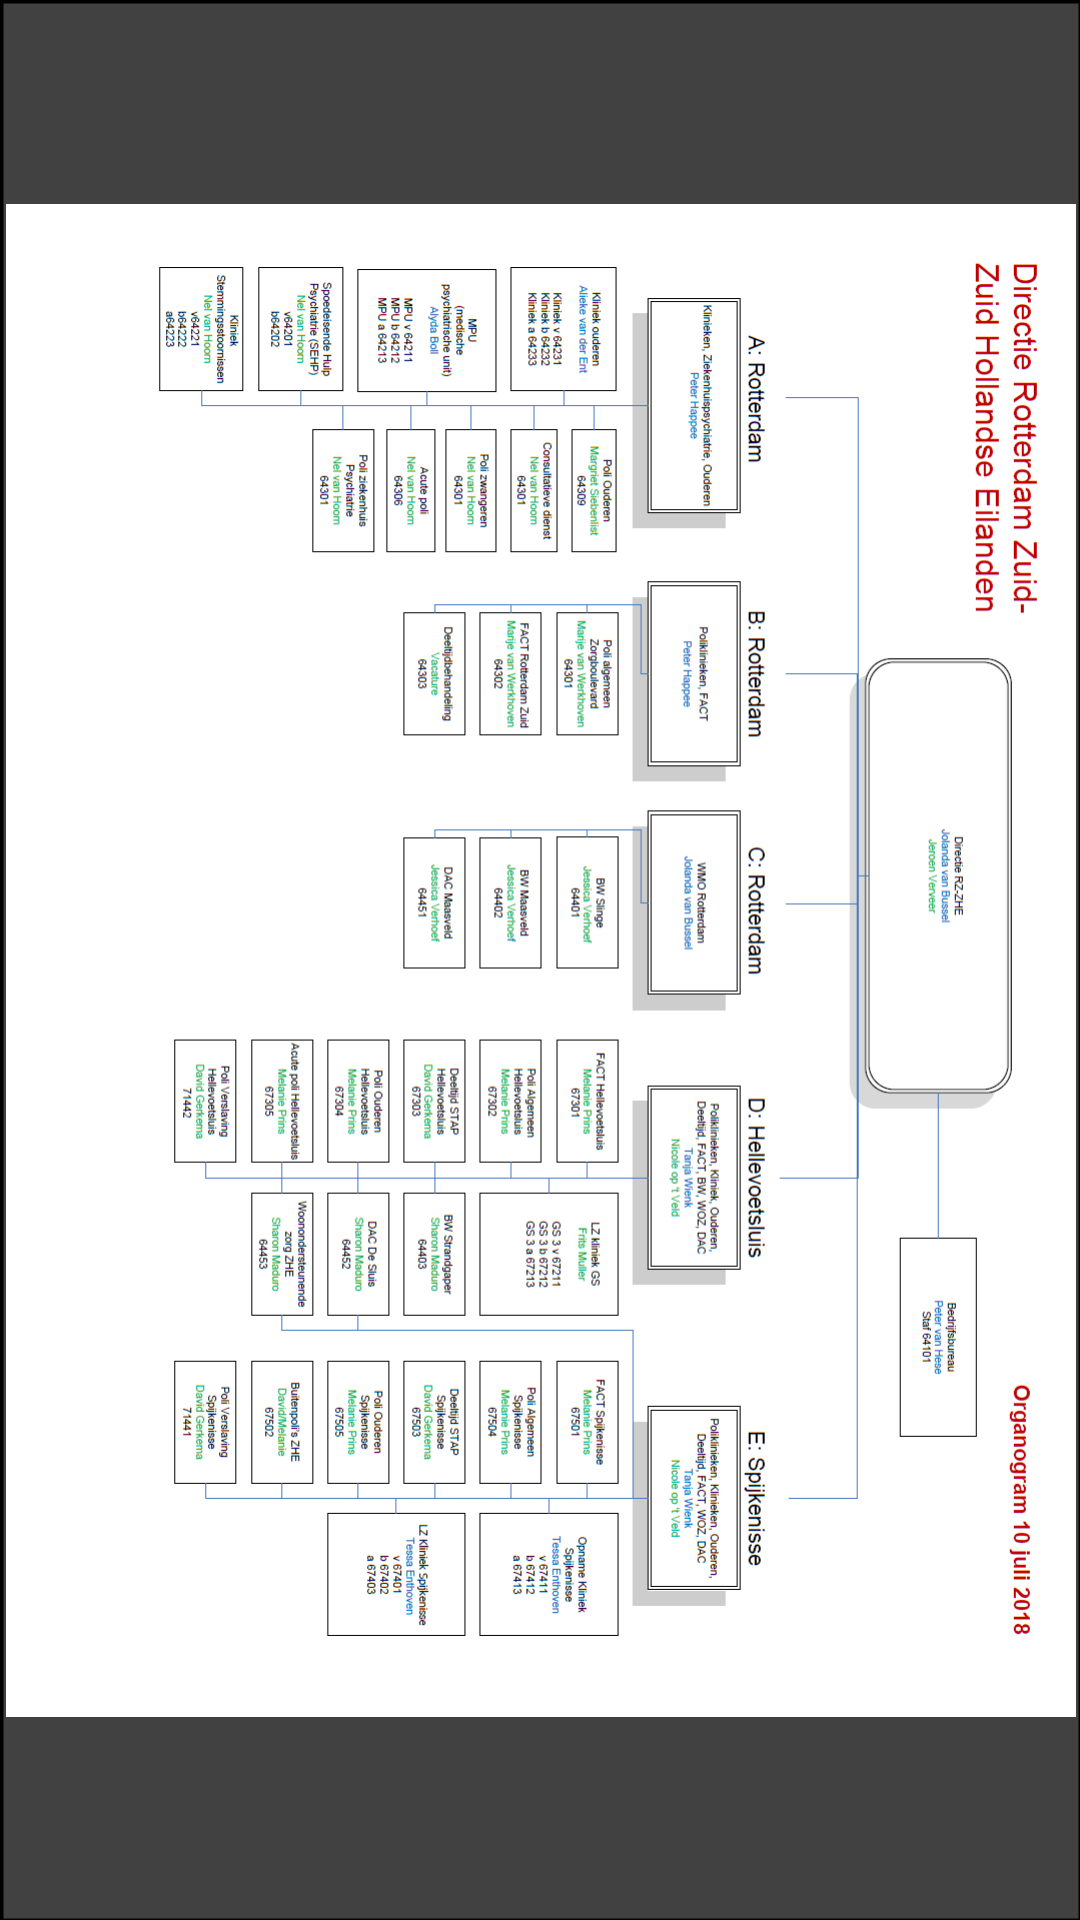 Directie Rotterdam Zuid-
Zuid Hollandse Eilanden
Organogram 10 juli 2018
Directie RZ-ZHE
Jolanda van Bussel
Jeroen Verveer
Bedrijfsbureau
Peter van Hese
Staf 64101
A: Rotterdam
Klinieken, Ziekenhuispsychiatrie, Ouderen
Peter Happee
Kliniek ouderen
Alieke van der Ent
Kliniek v 64231
Kliniek b 64232
Kliniek a 64233
MPU
(medische
psychiatrische unit)
Alyda Boll
MPU v 64211
MPU b 64212
MPU a 64213
Spoedeisende Hulp
Psychiatrie (SEHP)
Nel van Hoorn
v64201
b64202
Kliniek
Stemmingsstoornissen
Nel van Hoorn
v64221
b64222
a64223
Poli Ouderen
Margriet Siebenlist
64309
Consultatieve dienst
Nel van Hoorn
64301
Poli zwangeren
Nel van Hoorn
64301
Acute poli
Nel van Hoorn
64306
Poli ziekenhuis
Psychiatrie
Nel van Hoorn
64301
B: Rotterdam
Poliklinieken, FACT
Peter Happee
Poli algemeen
Zorgboulevard
Marije van Werkhoven
64301
FACT Rotterdam Zuid
Marije van Werkhoven
64302
Deeltijdbehandeling
Vacature
64303
C: Rotterdam
WMO Rotterdam
Jolanda van Bussel
BW Slinge
Jessica Verhoef
64401
BW Maasveld
Jessica Verhoef
64402
DAC Maasveld
Jessica Verhoef
64451
D: Hellevoetsluis
Poliklinieken, Kliniek, Ouderen,
Deeltijd, FACT, BW, WOZ, DAC
Tanja Wienk
Nicole op 't Veld
FACT Hellevoetsluis
Melanie Prins
67301
Poli Algemeen
Hellevoetsluis
Melanie Prins
67302
Deeltijd STAP
Hellevoetsluis
David Gerkema
67303
Poli Ouderen
Hellevoetsluis
Melanie Prins
67304
Acute poli Hellevoetsluis
Melanie Prins
67305
Poli Verslaving
Hellevoetsluis
David Gerkema
71442
LZ kliniek GS
Frits Muller
GS 3 v 67211
GS 3 b 67212
GS 3 a 67213
BW Strandgaper
Sharon Maduro
64403
DAC De Sluis
Sharon Maduro
64452
Woonondersteunende
zorg ZHE
Sharon Maduro
64453
E: Spijkenisse
Poliklinieken, Klinieken, Ouderen,
Deeltijd, FACT, WOZ, DAC
Tanja Wienk
Nicole op 't Veld
FACT Spijkenisse
Melanie Prins
67501
Poli Algemeen
Spijkenisse
Melanie Prins
67504
Deeltijd STAP
Spijkenisse
David Gerkema
67503
Poli Ouderen
Spijkenisse
Melanie Prins
67505
Buitenpoli's ZHE
David/Melanie
67502
Poli Verslaving
Spijkenisse
David Gerkema
71441
Opname Kliniek
Spijkenisse
Tessa Enthoven
v 67411
b 67412
a 67413
LZ Kliniek Spijkenisse
Tessa Enthoven
v 67401
b 67402
a 67403